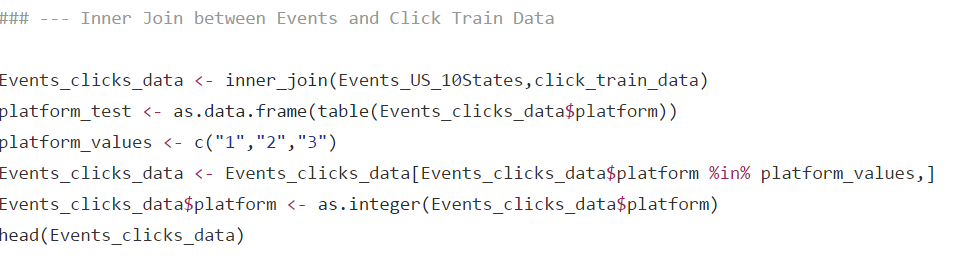 ### --- Inner Join between Events and Click Train Data
Events_clicks_data <- inner_join(Events_US_10States,click_train_data)
platform_test <- as.data.frame(table(Events_clicks_data$platform))
platform_values <- c("1","2","3")
Events_clicks_data <- Events_clicks_data[Events_clicks_data$platform %in% platform_values,]
Events_clicks_data$platform <- as.integer(Events_clicks_data$platform)
head(Events_clicks_data)